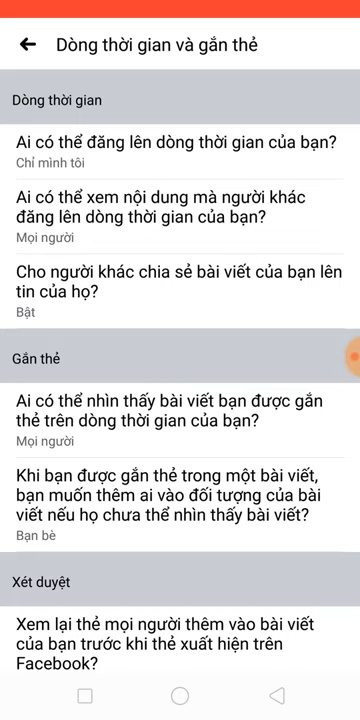 Dòng thời gian và gắn thẻ
Dòng thời gian
Ai có thể đăng lên dòng thời gian của bạn?
Chỉ mình tôi
Ai có thể xem nội dung mà người khác
đăng lên dòng thời gian của bạn?
Mọi người
Cho người khác chia sẻ bài viết của bạn lên
tin của họ?
Bật
Gắn thẻ
Ai có thể nhìn thấy bài viết bạn được gắn
thẻ trên dòng thời gian của bạn?
Mọi người
Khi bạn được gắn thẻ trong một bài viết,
bạn muốn thêm ai vào đối tượng của bài
viết nếu họ chưa thể nhìn thấy bài viết?
Bạn bè
Xét duyệt
Xem lại thẻ mọi người thêm vào bài viết
của bạn trước khi thẻ xuất hiện trên
Facebook?